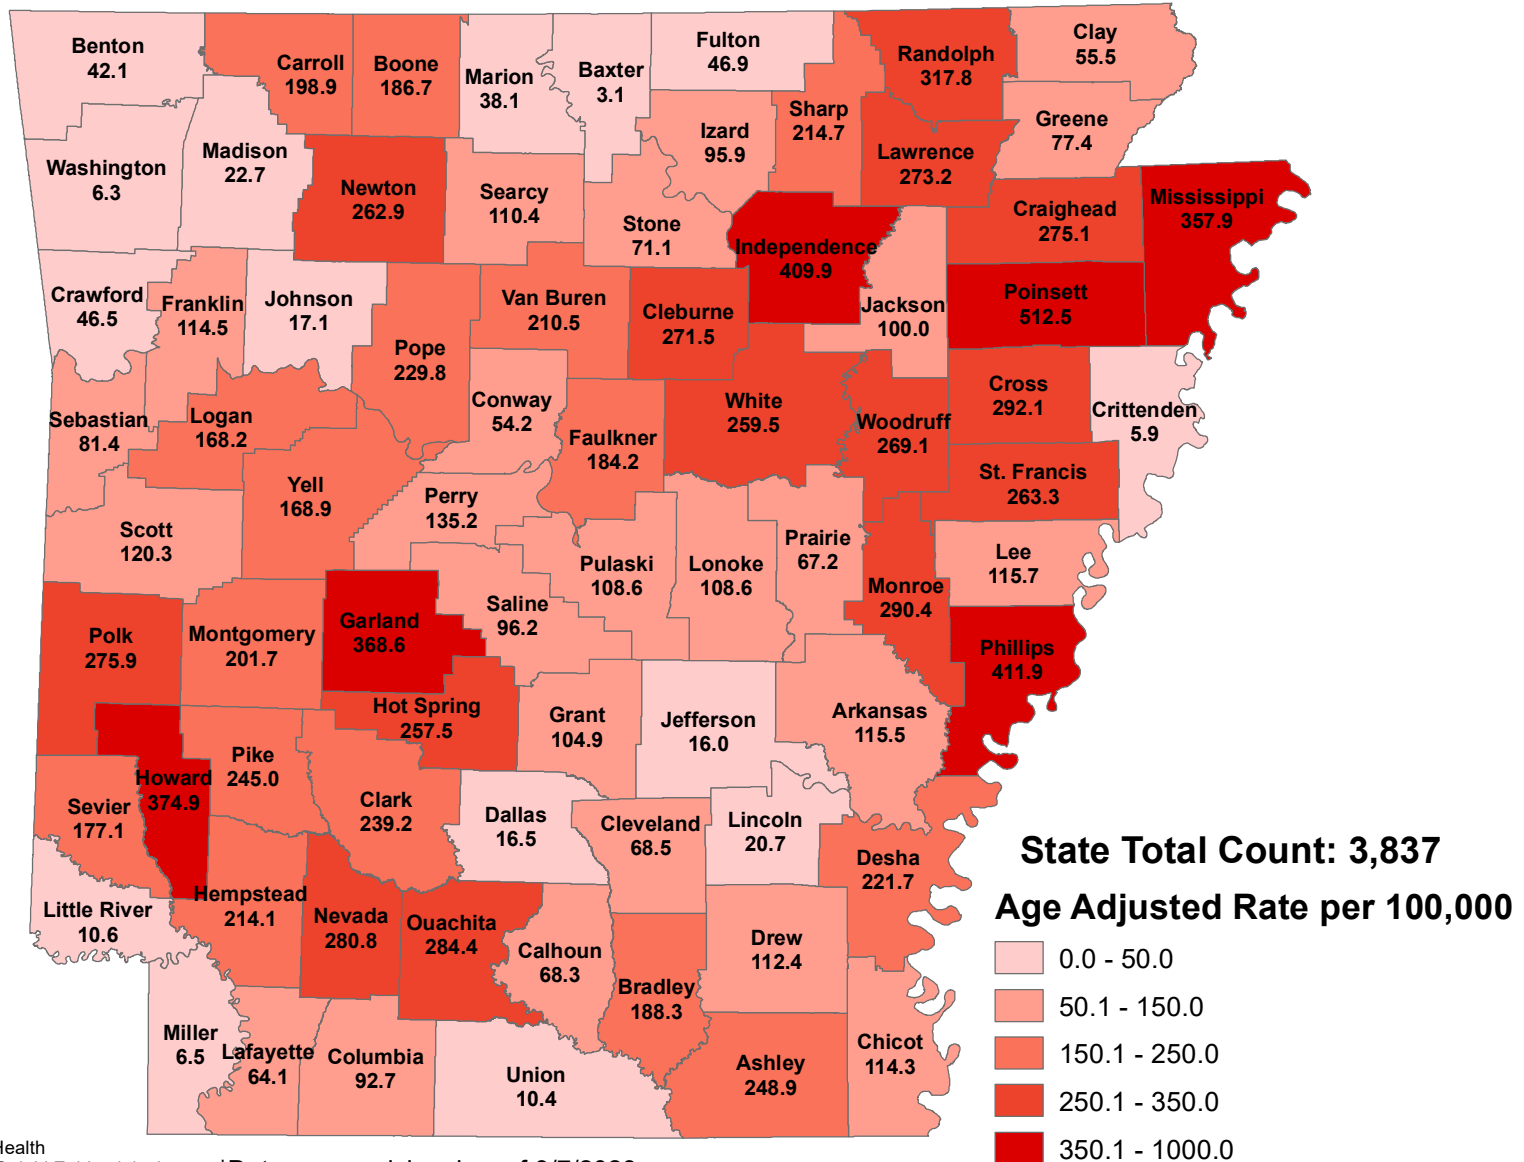 Benton
42.1
Carroll
198.9
Boone
186.7
Marion
38.1
Baxter
3.1
Fulton
46.9
Randolph
317.8
Clay
55.5
Sharp
214.7
Izard
95.9
Greene
77.4
Lawrence
273.2
Washington
6.3
Madison
22.7
Newton
262.9
Searcy
110.4
Stone
71.1
Independence
409.9
Craighead
275.1
Mississippi
357.9
Crawford
46.5
Franklin
114.5
Johnson
17.1
Pope
229.8
Van Buren
210.5
Cleburne
271.5
Jackson
100.0
Poinsett
512.5
Sebastian
81.4
Logan
168.2
Conway
54.2
Faulkner
184.2
White
259.5
Woodruff
269.1
Cross
292.1
Crittenden
5.9
St. Francis
263.3
Yell
168.9
Perry
135.2
Scott
120.3
Pulaski
108.6
Lonoke
108.6
Prairie
67.2
Lee
115.7
Monroe
290.4
Polk
275.9
Montgomery
201.7
Garland
368.6
Saline
96.2
Phillips
411.9
Hot Spring
257.5
Grant
104.9
Jefferson
16.0
Arkansas
115.5
Howard
374.9
Pike
245.0
Sevier
177.1
Clark
239.2
Dallas
16.5
Cleveland
68.5
Lincoln
20.7
Desha
221.7
Little River
10.6
Hempstead
214.1
Nevada
280.8
Ouachita
284.4
Calhoun
68.3
Bradley
188.3
Drew
112.4
Miller
6.5
Lafayette
64.1
Columbia
92.7
Union
10.4
Ashley
248.9
Chicot
114.3
State Total Count: 3,837
Age Adjusted Rate per 100,000
0.0 - 50.0
50.1 - 150.0
150.1 - 250.0
250.1 - 350.0
350.1 - 1000.0
Health